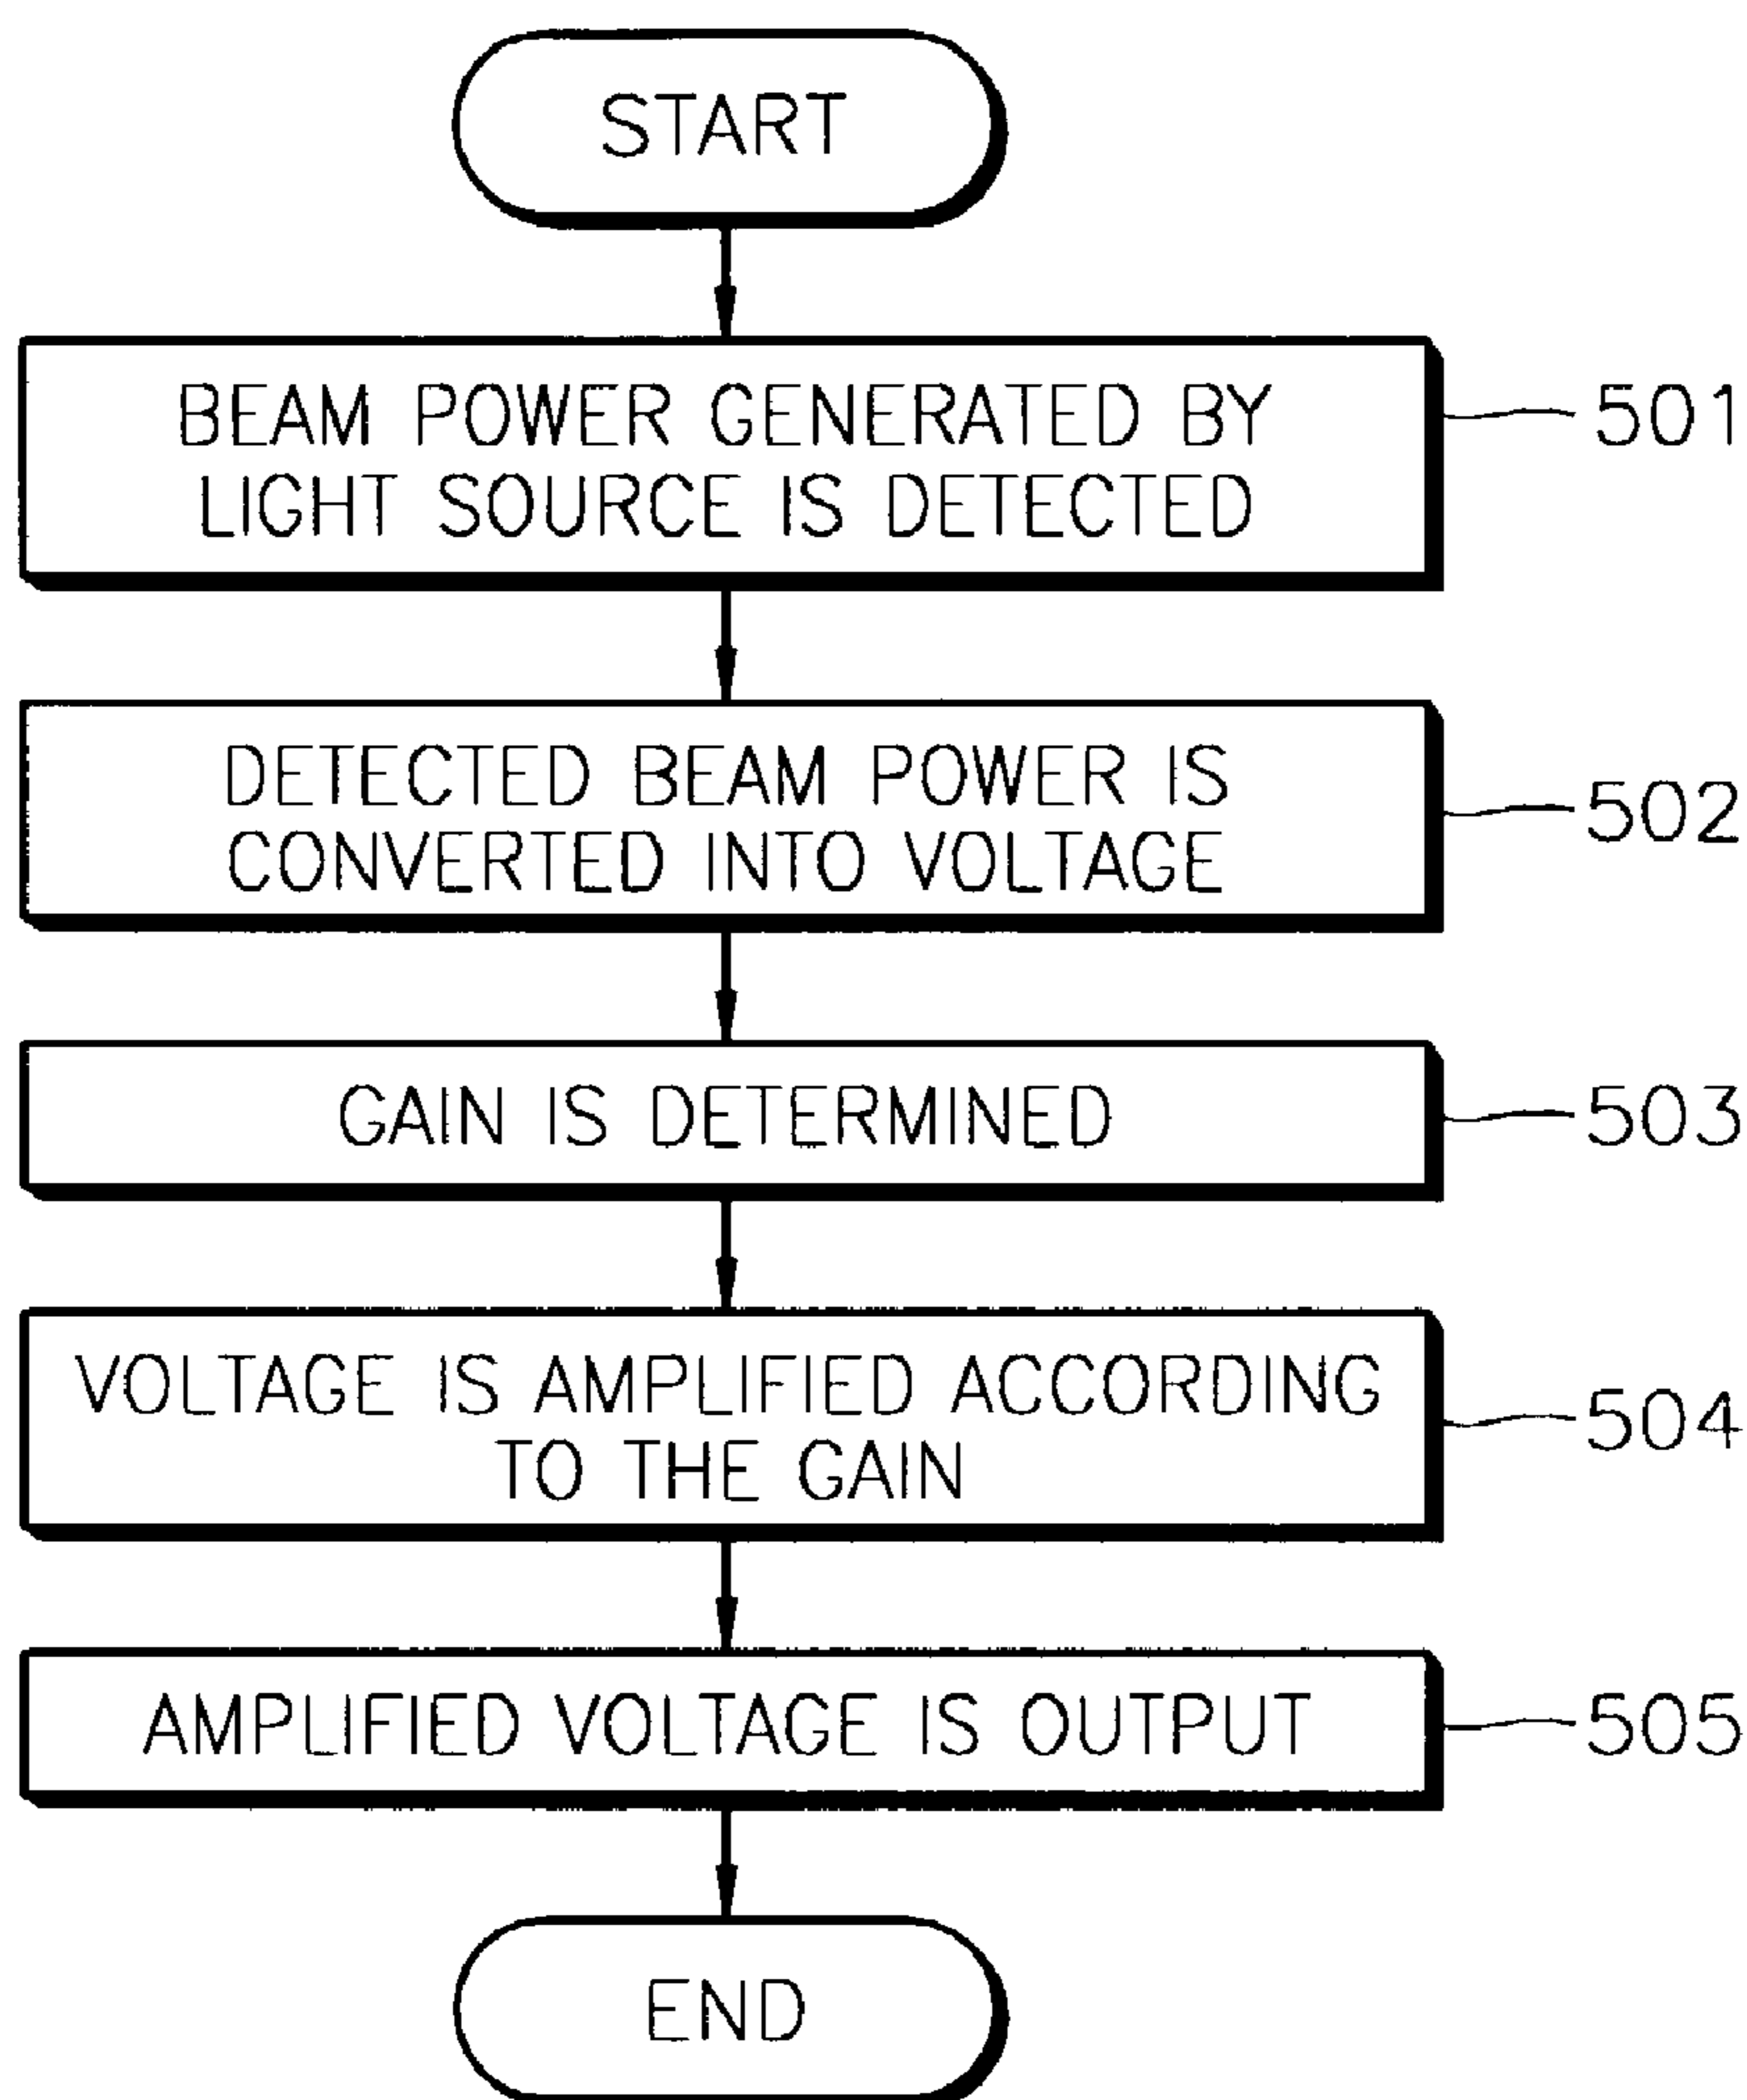 START
BEAM POWER GENERATED BY
LIGHT SOURCE IS DETECTED
501
DETECTED BEAM POWER IS
CONVERTED INTO VOLTAGE
502
GAIN IS DETERMINED
503
VOLTAGE IS AMPLIFIED ACCORDING
TO THE GAIN
504
AMPLIFIED VOLTAGE IS OUTPUT
505
END